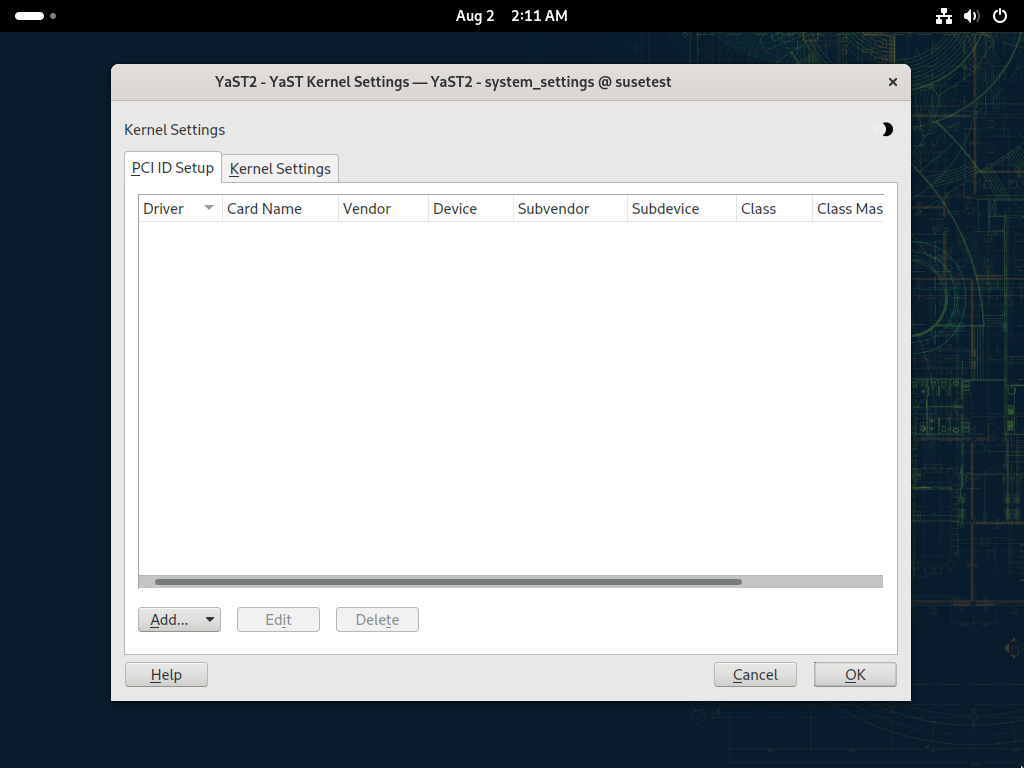 Aug 2 2:11 AM
YaST2 - YaST Kernel Settings — YaST2 - system_settings @ susetest
Kernel Settings
PCI ID Setup Kernel Settings
Driver Card Name Vendor Device Subvendor Subdevice Class Class Mas
Add... Edit Delete
Help Cancel OK